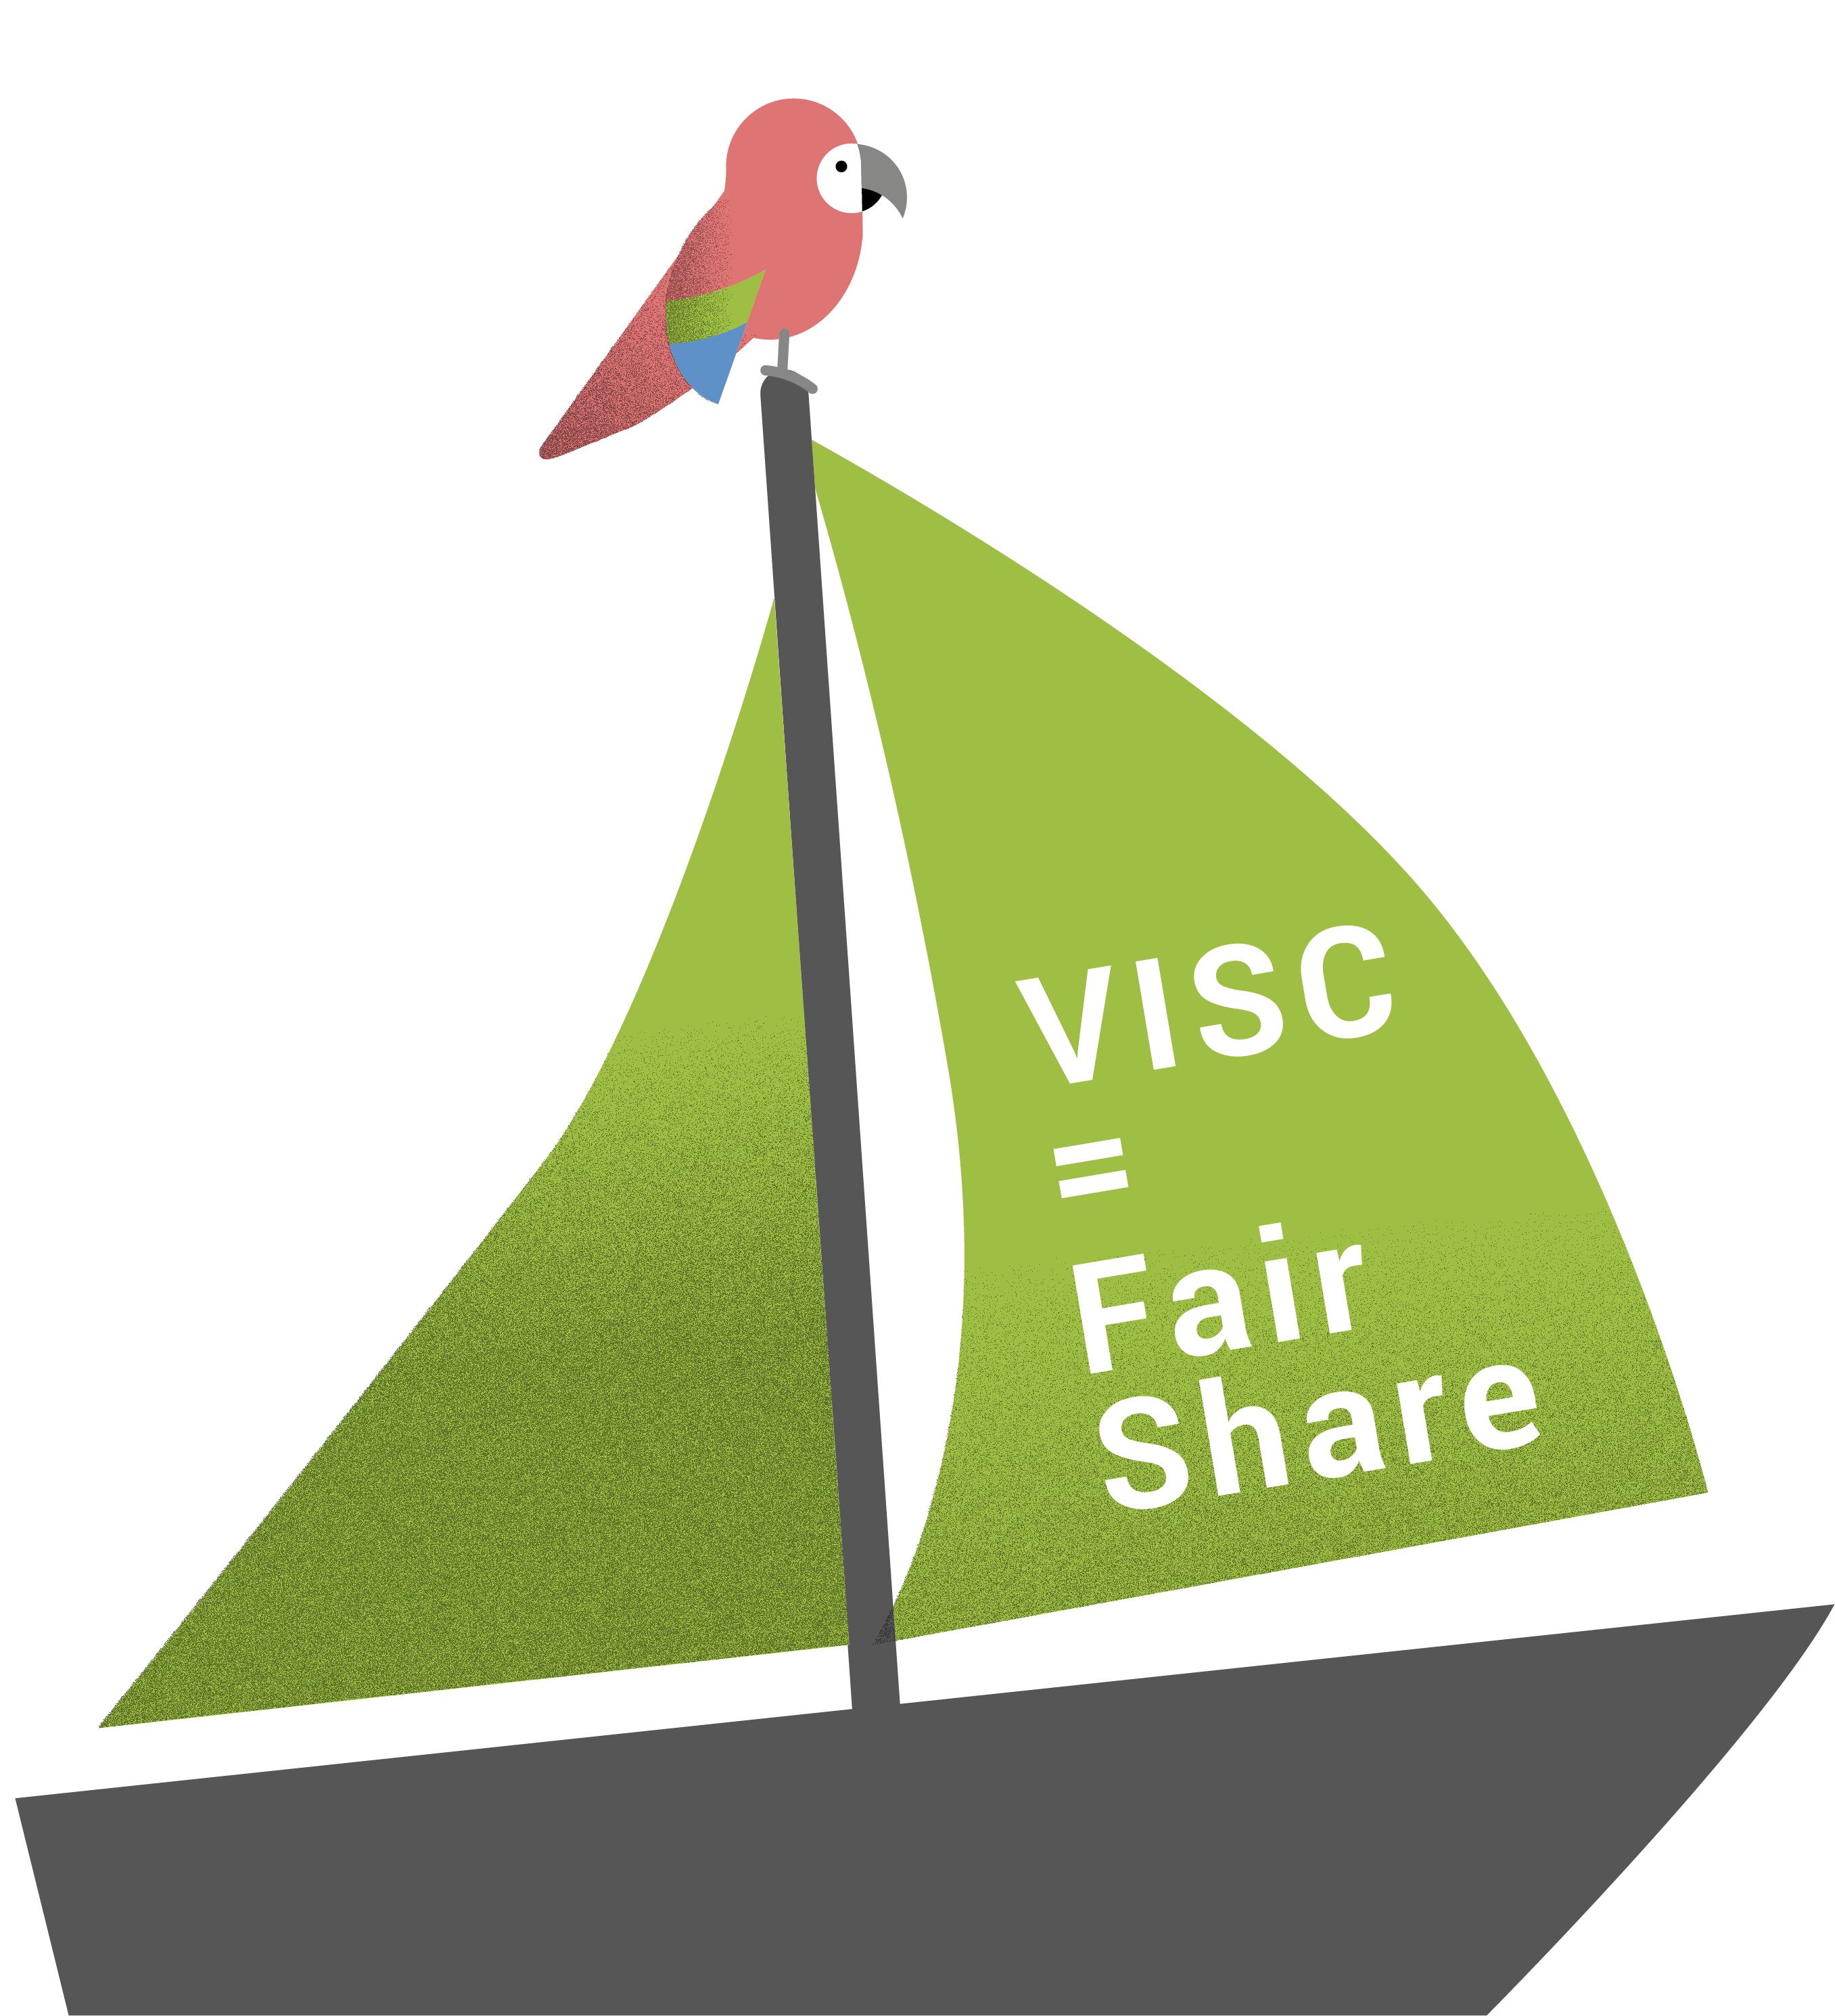 VISC
=
Fair
Share